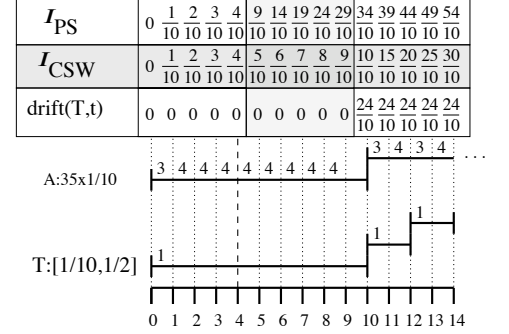 I_PS 0 1/10 2/10 3/10 4/10 9/10 14/10 19/10 24/10 29/10 34/10 39/10 44/10 49/10 54/10
I_CSW 0 1/10 2/10 3/10 4/10 5/10 6/10 7/10 8/10 9/10 10/10 15/10 20/10 25/10 30/10
drift(T,t) 0 0 0 0 0 0 0 0 0 0 24/10 24/10 24/10 24/10 24/10
3 4 3 4
3 4 4 4 4 4 4 4 4 . . .
A:35x1/10
1
1
T:[1/10,1/2] 1
0 1 2 3 4 5 6 7 8 9 10 11 12 13 14